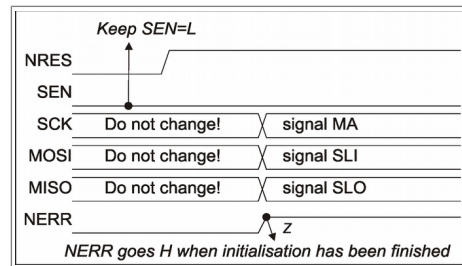 Keep SEN=L
NRES
SEN
SCK Do not change! signal MA
MOSI Do not change! signal SLI
MISO Do not change! signal SLO
NERR
Z
NERR goes H when initialisation has been finished